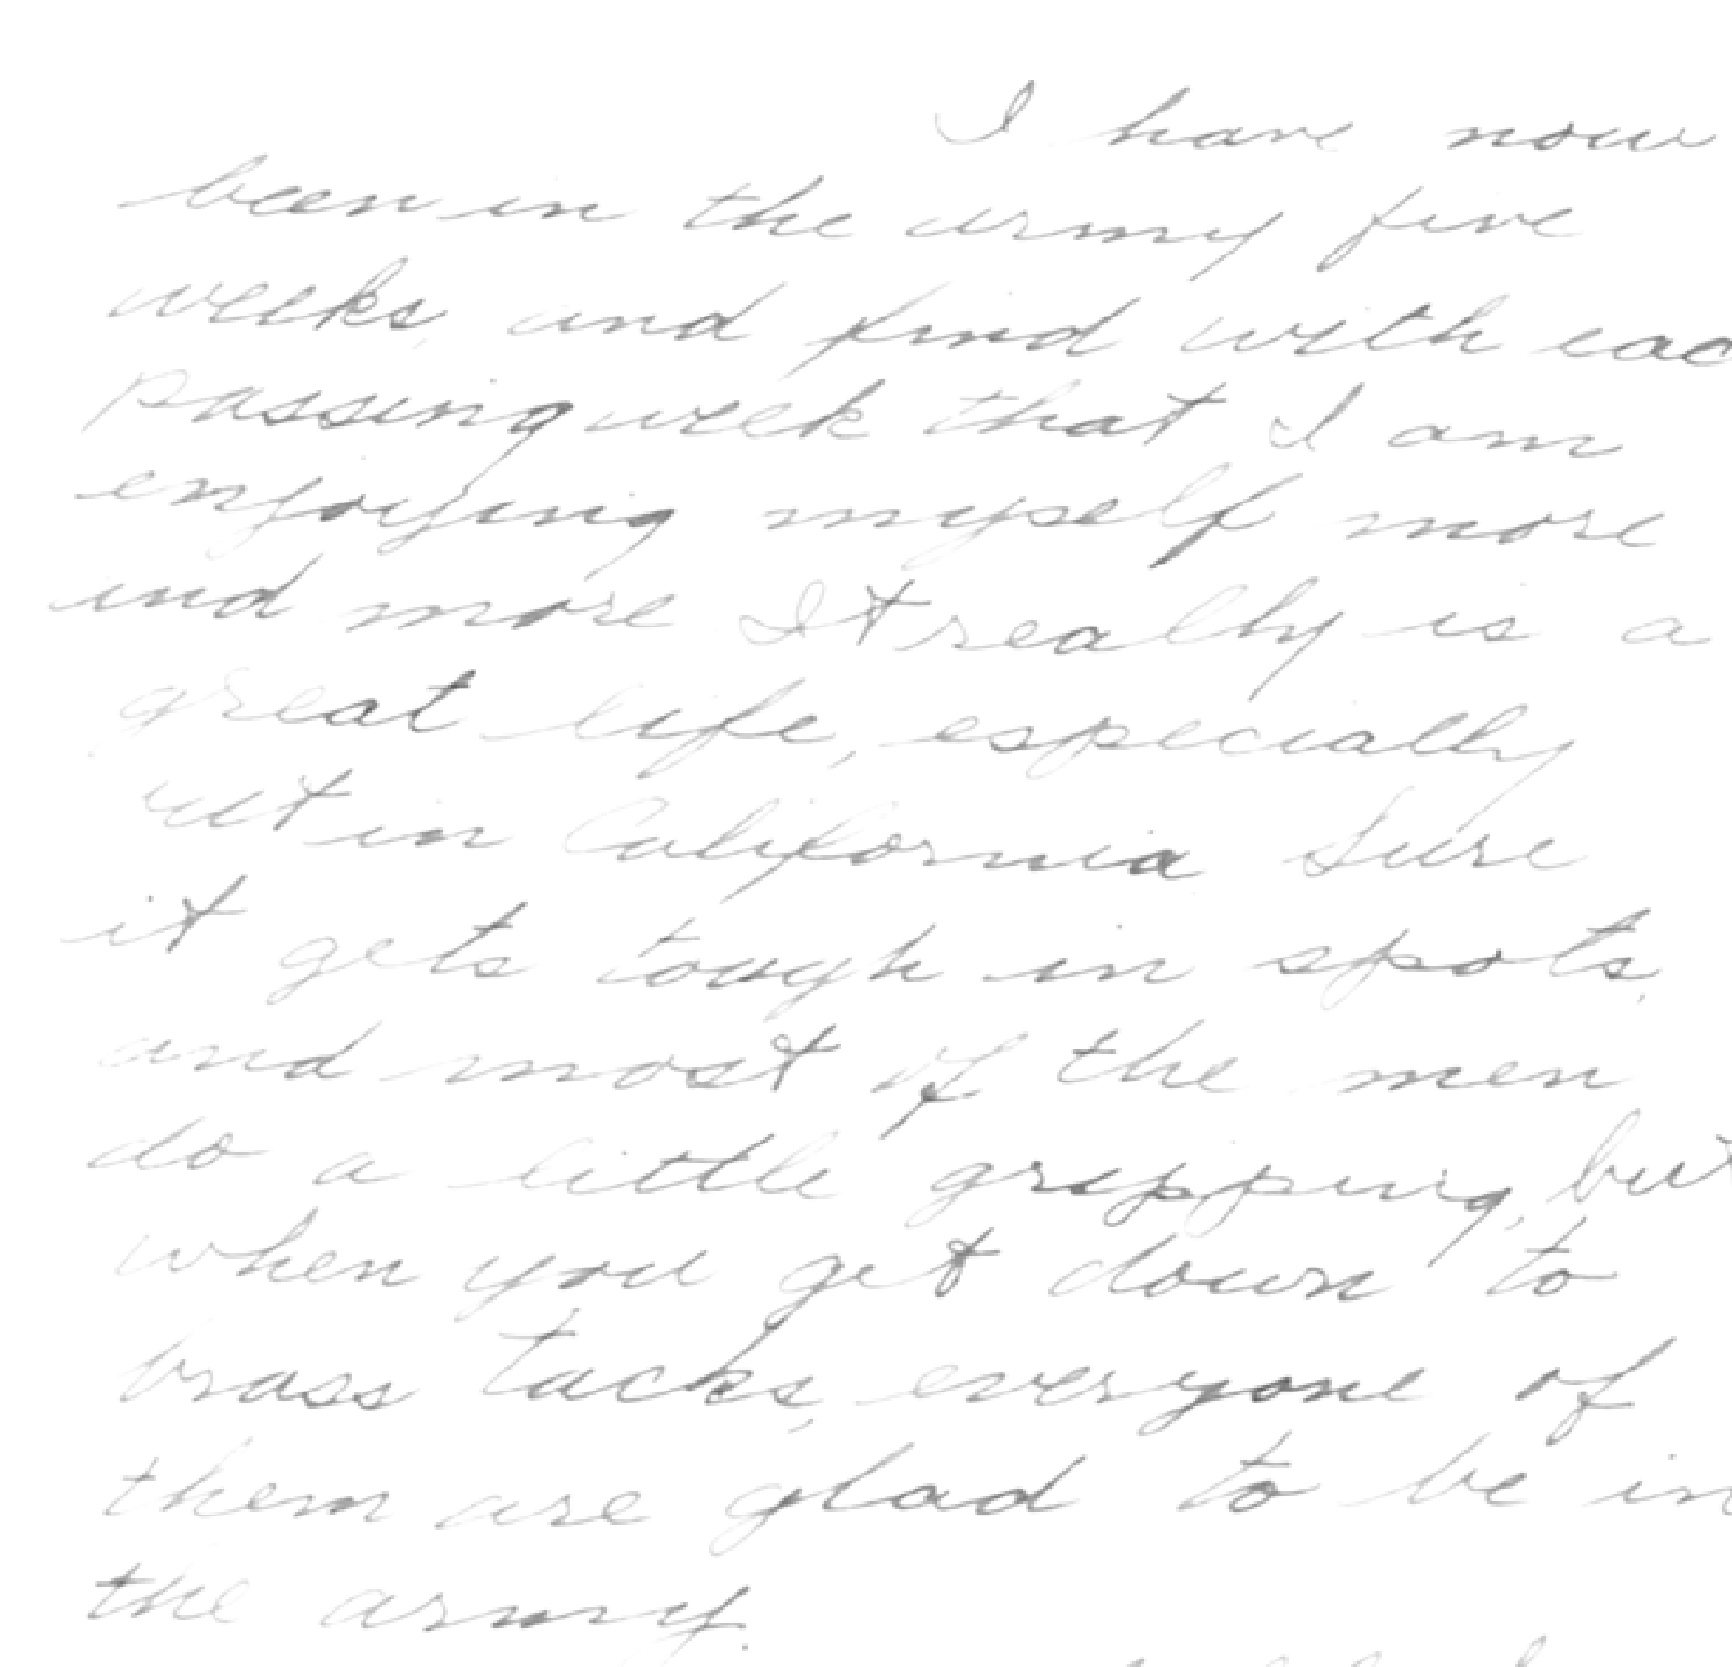 I have now
been in the army five
weeks, and find with eac
passing week that I am
enjoying myself more
and more It really is a
great life, especially
out in California Sure
it gets tough in spots,
and most of the men
do a little gripping, but
when you get down to
brass tacks, everyone of
them are glad to be in
the army.